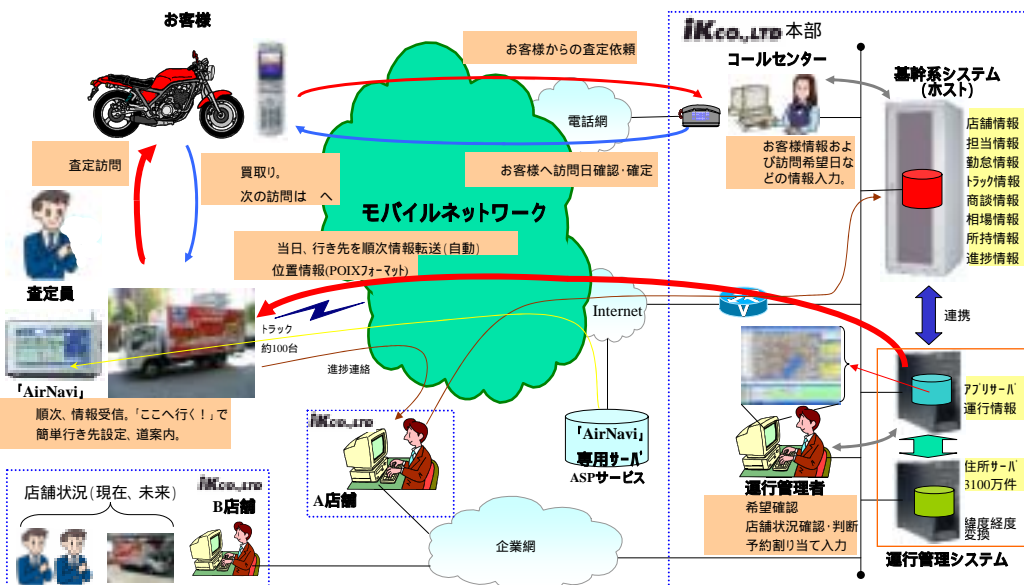 お客様
お客様からの査定依頼
iK CO.,LTD 本部
コールセンター
基幹系システム
(ホスト)
電話網
店舗情報
担当情報
勤怠情報
トラック情報
商談情報
相場情報
所持情報
進捗情報
お客様情報およ
び訪問希望日な
どの情報入力。
査定訪問
買取り。
次の訪問は へ
お客様へ訪問日確認・確定
モバイルネットワーク
当日、行き先を順次情報転送(自動)
位置情報(POIXフォーマット)
査定員
Internet
連携
トラック
約100台
進捗連絡
「AirNavi」
順次、情報受信。「ここへ行く!」で
簡単行き先設定、道案内。
アプリサーバ
運行情報
iK CO.,LTD
A店舗
「AirNavi」
専用サーバ
ASPサービス
運行管理者
希望確認
店舗状況確認・判断
予約割り当て入力
住所サーバ
3100万件
緯度経度
変換
運行管理システム
店舗状況(現在、未来)
iK CO.,LTD
B店舗
企業網